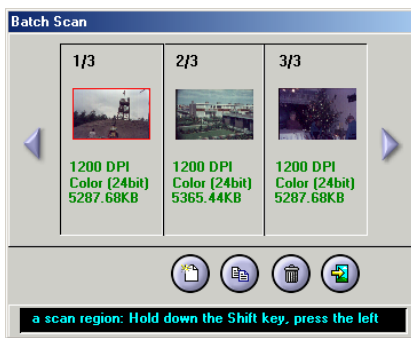 Batch Scan
1/3
2/3
3/3
1200 DPI
Color (24bit)
5287.68KB
1200 DPI
Color (24bit)
5365.44KB
1200 DPI
Color (24bit)
5287.68KB
a scan region: Hold down the Shift key, press the left